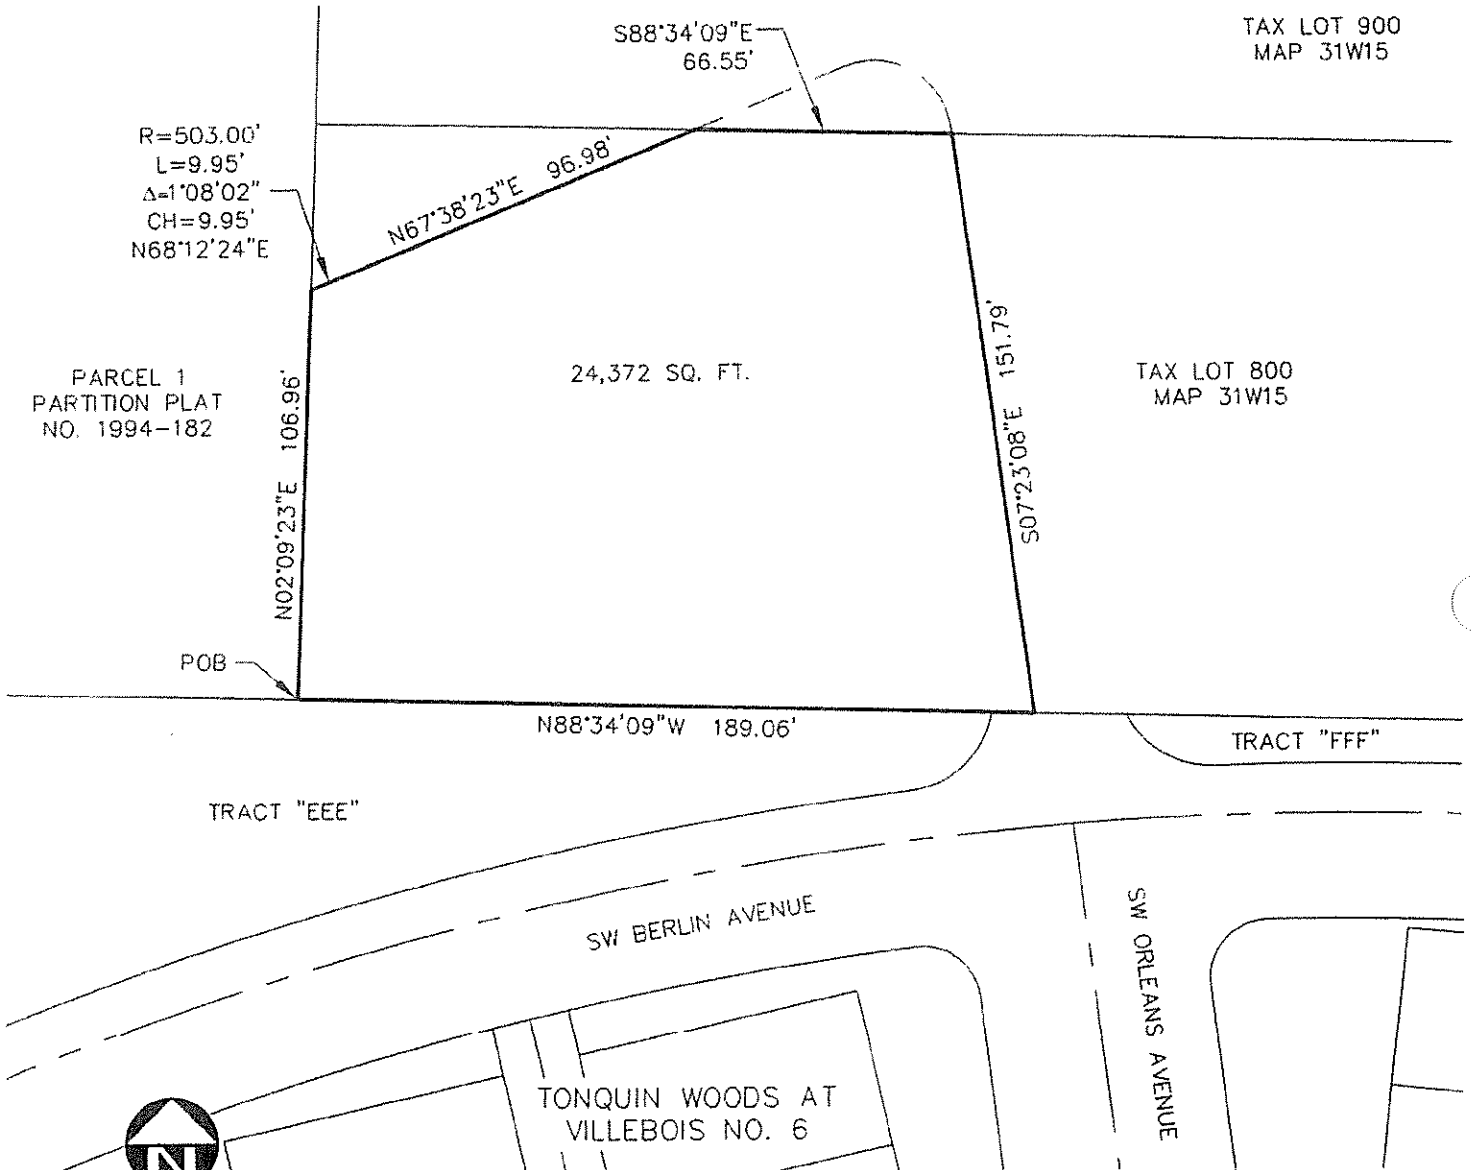 S88°34'09"E
66.55'
TAX LOT 900
MAP 31W15
R=503.00'
L=9.95'
Δ=1°08'02"
CH=9.95'
N68°12'24"E
N67°38'23"E 96.98'
PARCEL 1
PARTITION PLAT
NO. 1994-182
N02°09'23"E 106.96'
24,372 SQ. FT.
S07°23'08"E 151.79'
TAX LOT 800
MAP 31W15
POB
N88°34'09"W 189.06'
TRACT "FFF"
TRACT "EEE"
SW BERLIN AVENUE
SW ORLEANS AVENUE
TONQUIN WOODS AT
VILLEBOIS NO. 6
N